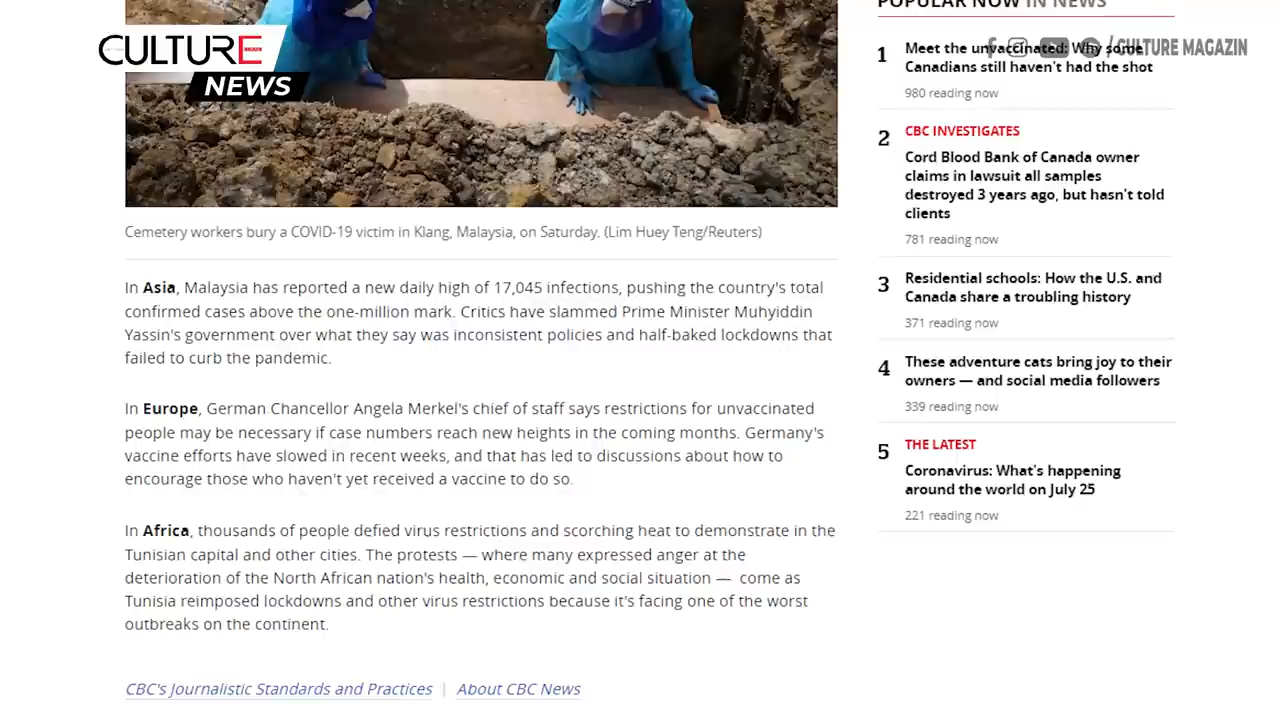 CULTURE
NEWS
/ CULTURE MAGAZIN
Cemetery workers bury a COVID-19 victim in Klang, Malaysia, on Saturday. (Lim Huey Teng/Reuters)
In Asia, Malaysia has reported a new daily high of 17,045 infections, pushing the country's total
confirmed cases above the one-million mark. Critics have slammed Prime Minister Muhyiddin
Yassin's government over what they say was inconsistent policies and half-baked lockdowns that
failed to curb the pandemic.
In Europe, German Chancellor Angela Merkel's chief of staff says restrictions for unvaccinated
people may be necessary if case numbers reach new heights in the coming months. Germany's
vaccine efforts have slowed in recent weeks, and that has led to discussions about how to
encourage those who haven't yet received a vaccine to do so.
In Africa, thousands of people defied virus restrictions and scorching heat to demonstrate in the
Tunisian capital and other cities. The protests — where many expressed anger at the
deterioration of the North African nation's health, economic and social situation — come as
Tunisia reimposed lockdowns and other virus restrictions because it's facing one of the worst
outbreaks on the continent.
CBC's Journalistic Standards and Practices | About CBC News
POPULAR NOW IN NEWS
1
Meet the unvaccinated: Why some
Canadians still haven't had the shot
980 reading now
2
CBC INVESTIGATES
Cord Blood Bank of Canada owner
claims in lawsuit all samples
destroyed 3 years ago, but hasn't told
clients
781 reading now
3
Residential schools: How the U.S. and
Canada share a troubling history
371 reading now
4
These adventure cats bring joy to their
owners — and social media followers
339 reading now
5
THE LATEST
Coronavirus: What's happening
around the world on July 25
221 reading now